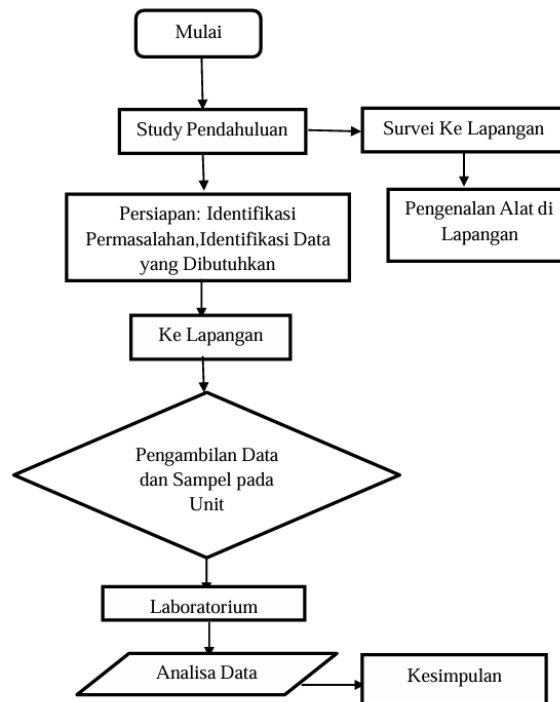 Mulai
Study Pendahuluan
Survei Ke Lapangan
Persiapan: Identifikasi
Permasalahan,Identifikasi Data
yang Dibutuhkan
Pengenalan Alat di
Lapangan
Ke Lapangan
Pengambilan Data
dan Sampel pada
Unit
Laboratorium
Analisa Data
Kesimpulan